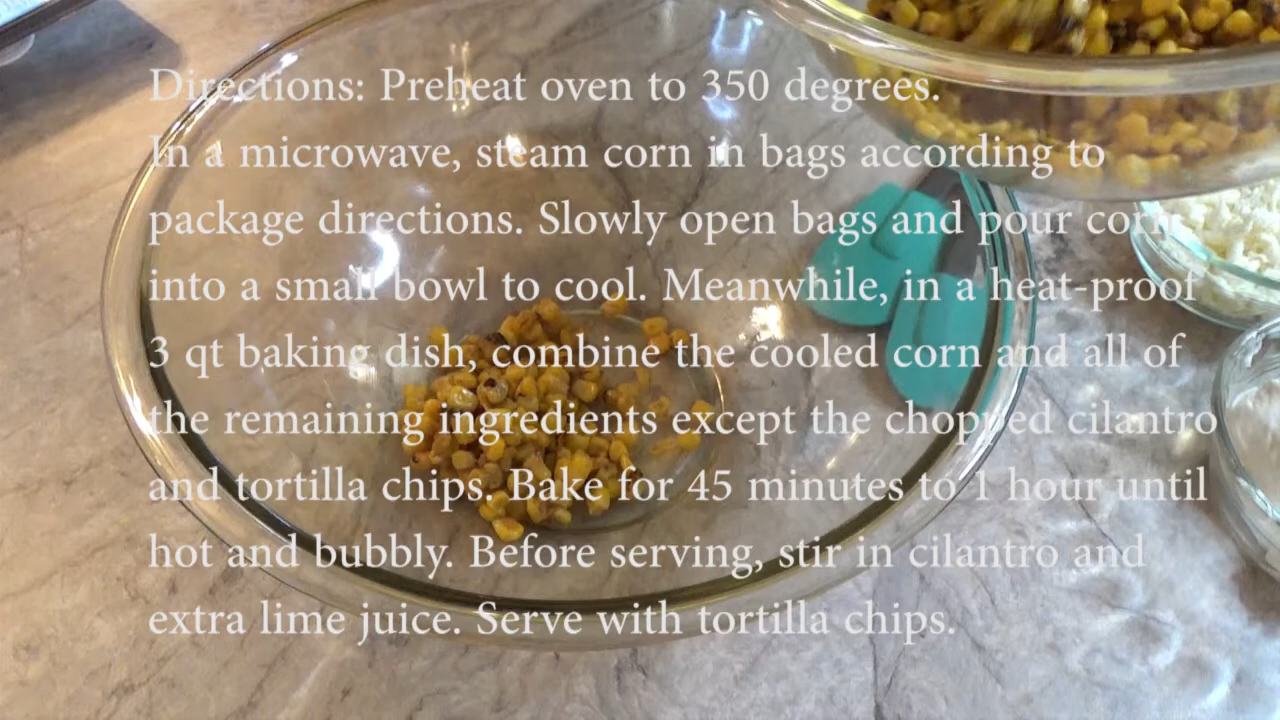 Directions: Preheat oven to 350 degrees.
In a microwave, steam corn in bags according to
package directions. Slowly open bags and pour corn
into a small bowl to cool. Meanwhile, in a heat-proof
3 qt baking dish, combine the cooled corn and all of
the remaining ingredients except the chopped cilantro
and tortilla chips. Bake for 45 minutes to 1 hour until
hot and bubbly. Before serving, stir in cilantro and
extra lime juice. Serve with tortilla chips.